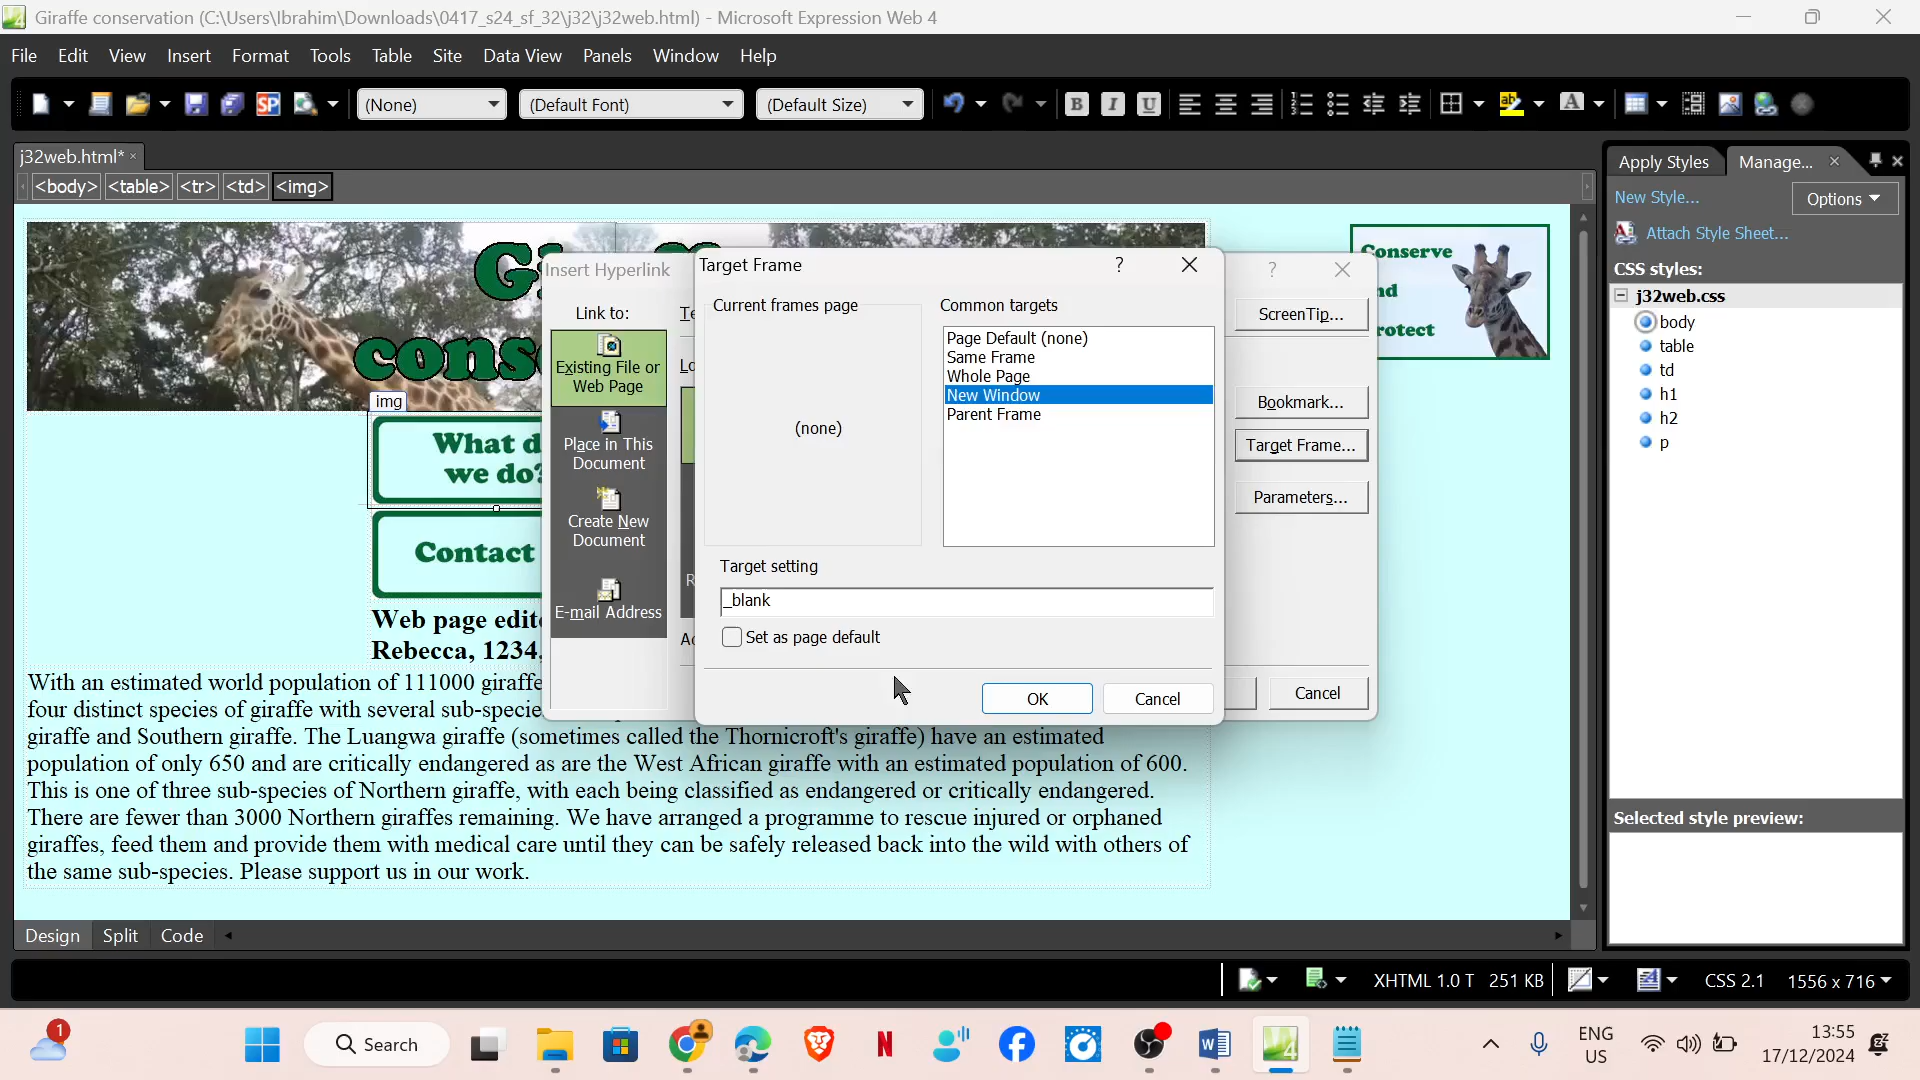 Giraffe conservation (C:\Users\Ibrahim\Downloads\0417_s24_sf_32\j32\j32web.html) - Microsoft Expression Web 4
File Edit View Insert Format Tools Table Site Data View Panels Window Help
(None) (Default Font) (Default Size)
j32web.html*
<body> <table> <tr> <td> <img>
Apply Styles Manage...
New Style... Options
Attach Style Sheet...
CSS styles:
j32web.css
body
table
td
h1
h2
p
Selected style preview:
Conserve
nd
rotect
Gi
cons
img
What d
we do?
Contact
Web page edit
Rebecca, 1234,
Insert Hyperlink
Link to:
Existing File or
Web Page
Place in This
Document
Create New
Document
E-mail Address
ScreenTip...
Bookmark...
Target Frame...
Parameters...
Cancel
Target Frame
Current frames page
(none)
Common targets
Page Default (none)
Same Frame
Whole Page
New Window
Parent Frame
Target setting
_blank
Set as page default
OK Cancel
With an estimated world population of 111000 giraffe
four distinct species of giraffe with several sub-specie
giraffe and Southern giraffe. The Luangwa giraffe (sometimes called the Thornicroft's giraffe) have an estimated
population of only 650 and are critically endangered as are the West African giraffe with an estimated population of 600.
This is one of three sub-species of Northern giraffe, with each being classified as endangered or critically endangered.
There are fewer than 3000 Northern giraffes remaining. We have arranged a programme to rescue injured or orphaned
giraffes, feed them and provide them with medical care until they can be safely released back into the wild with others of
the same sub-species. Please support us in our work.
Design Split Code
XHTML 1.0 T 251 KB CSS 2.1 1556 x 716
1
Search
ENG
US
13:55
17/12/2024